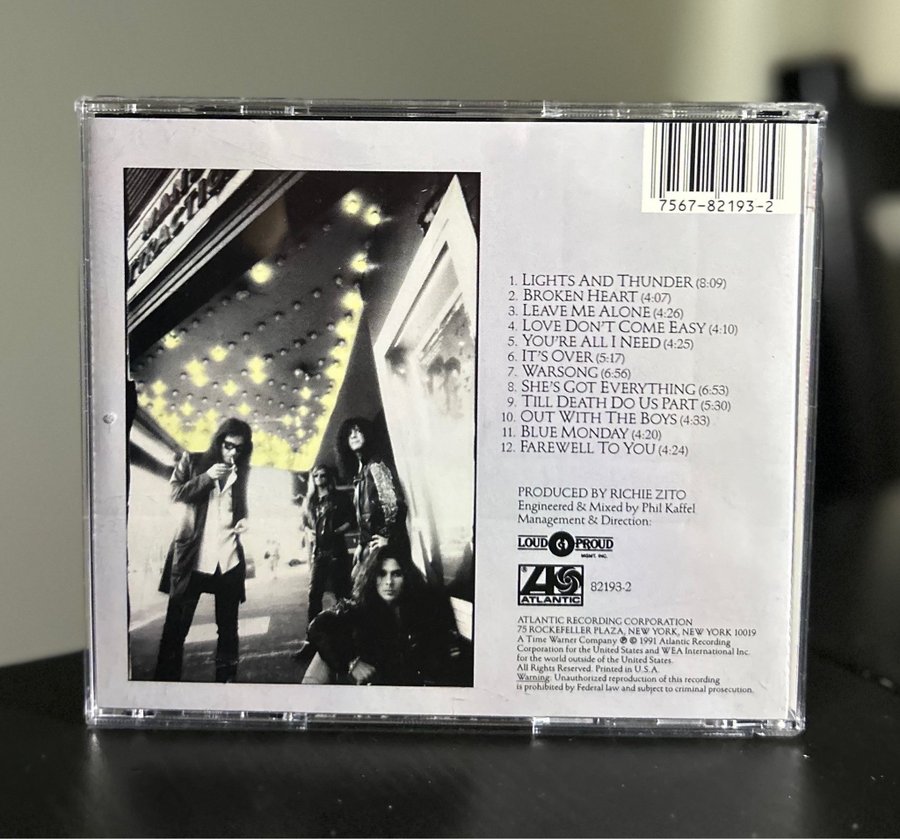 7567-82193-2
1. LIGHTS AND THUNDER (8:09)
2. BROKEN HEART (4:07)
3. LEAVE ME ALONE (4:26)
4. LOVE DON'T COME EASY (4:10)
5. YOU'RE ALL I NEED (4:25)
6. IT'S OVER (5:17)
7. WARSONG (6:56)
8. SHE'S GOT EVERYTHING (6:53)
9. TILL DEATH DO US PART (5:30)
10. OUT WITH THE BOYS (4:33)
11. BLUE MONDAY (4:20)
12. FAREWELL TO YOU (4:24)
PRODUCED BY RICHIE ZITO
Engineered & Mixed by Phil Kaffel
Management & Direction:
LOUD PROUD
MGMT. INC.
ATLANTIC
82193-2
ATLANTIC RECORDING CORPORATION
75 ROCKEFELLER PLAZA, NEW YORK, NEW YORK 10019
A Time Warner Company ℗ © 1991 Atlantic Recording
Corporation for the United States and WEA International Inc.
for the world outside of the United States.
All Rights Reserved. Printed in U.S.A.
Warning: Unauthorized reproduction of this recording
is prohibited by Federal law and subject to criminal prosecution.